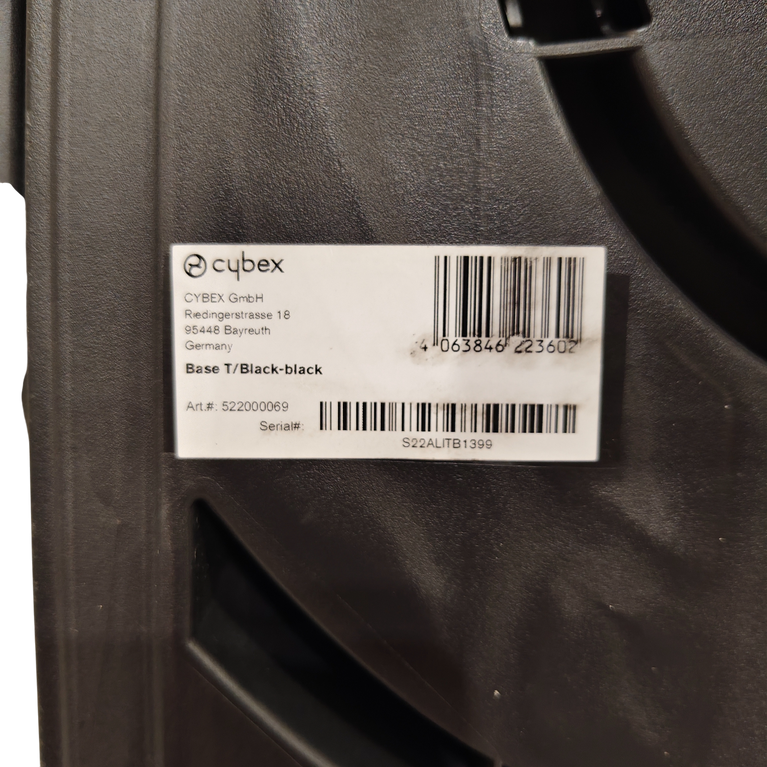 cybex
CYBEX GmbH
Riedingerstrasse 18
95448 Bayreuth
Germany
Base T/Black-black
4 063846 223602
Art.#: 522000069
Serial#:
S22ALITB1399